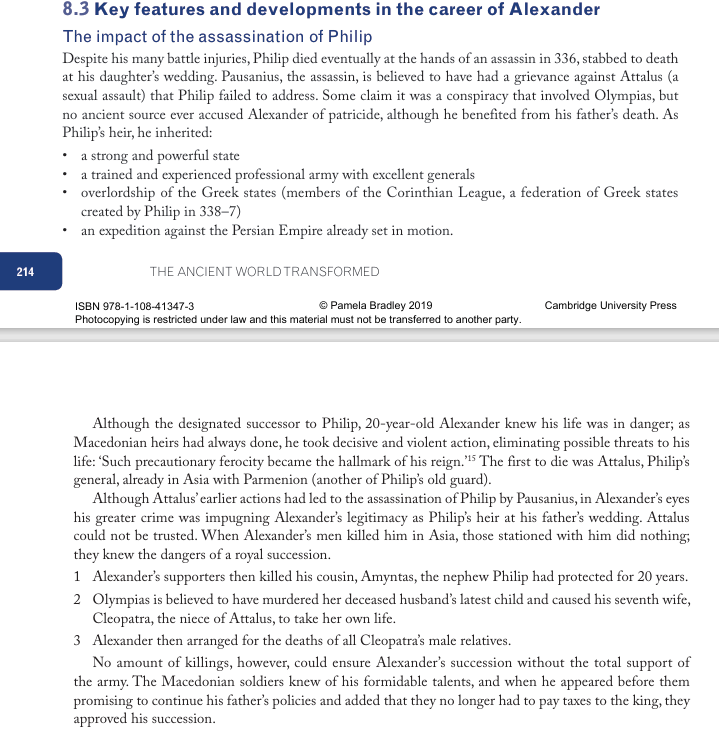 8.3 Key features and developments in the career of Alexander
The impact of the assassination of Philip
Despite his many battle injuries, Philip died eventually at the hands of an assassin in 336, stabbed to death
at his daughter's wedding. Pausanius, the assassin, is believed to have had a grievance against Attalus (a
sexual assault) that Philip failed to address. Some claim it was a conspiracy that involved Olympias, but
no ancient source ever accused Alexander of patricide, although he benefited from his father's death. As
Philip's heir, he inherited:
• a strong and powerful state
• a trained and experienced professional army with excellent generals
• overlordship of the Greek states (members of the Corinthian League, a federation of Greek states
created by Philip in 338–7)
• an expedition against the Persian Empire already set in motion.
214 THE ANCIENT WORLD TRANSFORMED
ISBN 978-1-108-41347-3 © Pamela Bradley 2019 Cambridge University Press
Photocopying is restricted under law and this material must not be transferred to another party.
Although the designated successor to Philip, 20-year-old Alexander knew his life was in danger; as
Macedonian heirs had always done, he took decisive and violent action, eliminating possible threats to his
life: 'Such precautionary ferocity became the hallmark of his reign.'15 The first to die was Attalus, Philip's
general, already in Asia with Parmenion (another of Philip's old guard).
Although Attalus' earlier actions had led to the assassination of Philip by Pausanius, in Alexander's eyes
his greater crime was impugning Alexander's legitimacy as Philip's heir at his father's wedding. Attalus
could not be trusted. When Alexander's men killed him in Asia, those stationed with him did nothing;
they knew the dangers of a royal succession.
1 Alexander's supporters then killed his cousin, Amyntas, the nephew Philip had protected for 20 years.
2 Olympias is believed to have murdered her deceased husband's latest child and caused his seventh wife,
Cleopatra, the niece of Attalus, to take her own life.
3 Alexander then arranged for the deaths of all Cleopatra's male relatives.
No amount of killings, however, could ensure Alexander's succession without the total support of
the army. The Macedonian soldiers knew of his formidable talents, and when he appeared before them
promising to continue his father's policies and added that they no longer had to pay taxes to the king, they
approved his succession.